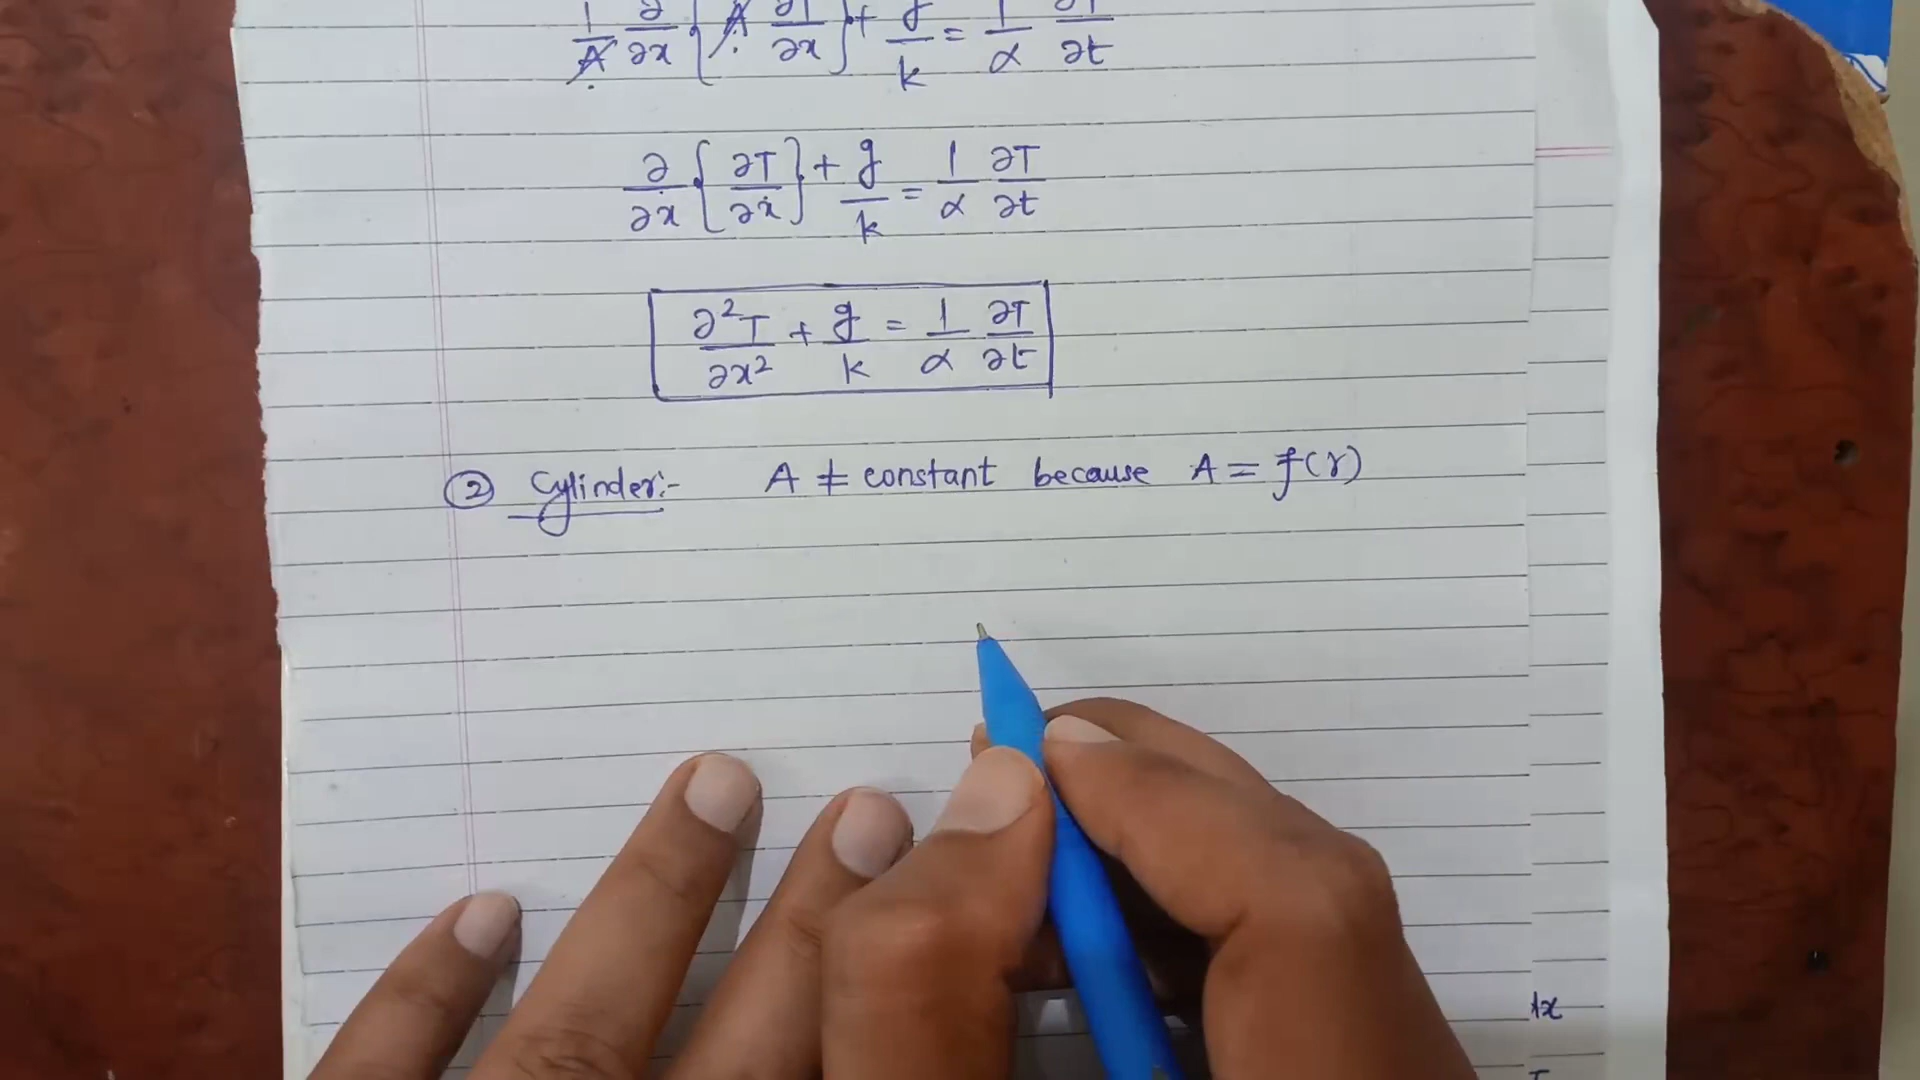 1/A ∂/∂x {A ∂T/∂x} + g/k = 1/α ∂T/∂t
∂/∂x {∂T/∂x} + g/k = 1/α ∂T/∂t
∂²T/∂x² + g/k = 1/α ∂T/∂t
② Cylinder:- A ≠ constant because A = f(r)